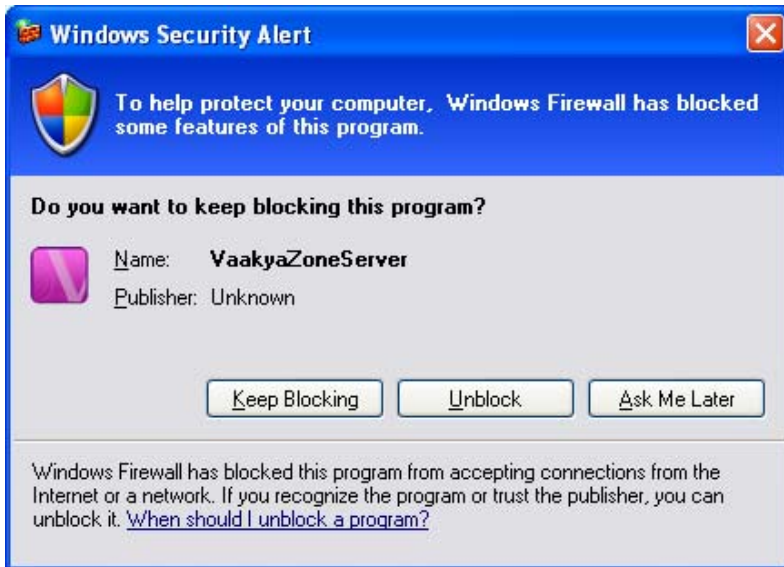 Windows Security Alert
To help protect your computer, Windows Firewall has blocked
some features of this program.
Do you want to keep blocking this program?
Name: VaakyaZoneServer
Publisher: Unknown
Keep Blocking Unblock Ask Me Later
Windows Firewall has blocked this program from accepting connections from the
Internet or a network. If you recognize the program or trust the publisher, you can
unblock it. When should I unblock a program?